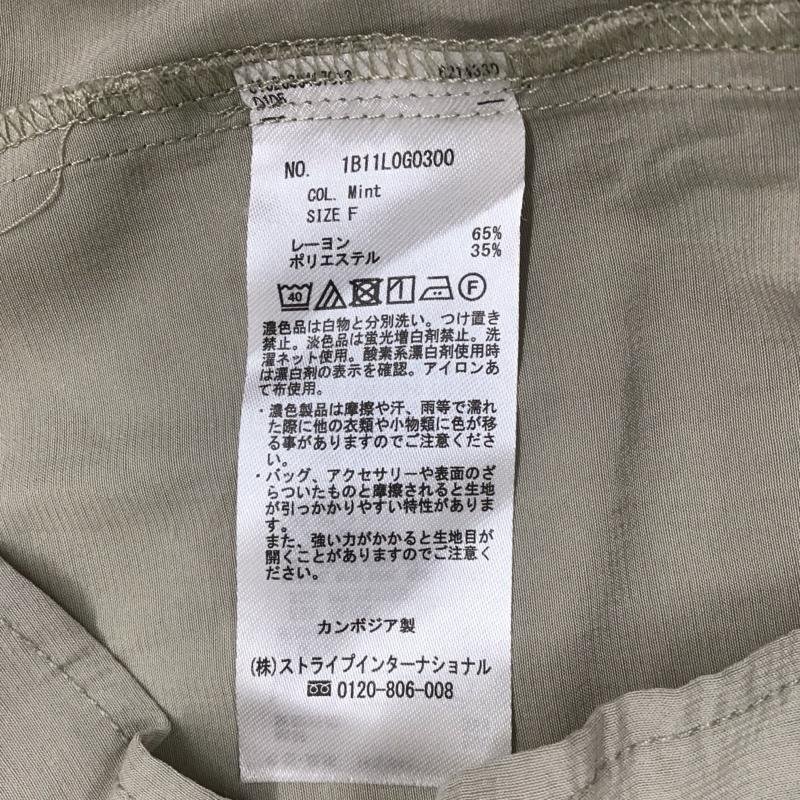 D1DR
NO. 1B11L0G0300
COL. Mint
SIZE F
レーヨン 65%
ポリエステル 35%
40 F
濃色品は白物と分別洗い。つけ置き
禁止。淡色品は蛍光増白剤禁止。洗
濯ネット使用。酸素系漂白剤使用時
は漂白剤の表示を確認。アイロンあ
て布使用。
・濃色製品は摩擦や汗、雨等で濡れ
た際に他の衣類や小物類に色が移
る事がありますのでご注意くださ
い。
・バッグ、アクセサリーや表面のざ
らついたものと摩擦されると生地
が引っかかりやすい特性がありま
す。
また、強い力がかかると生地目が
開くことがありますのでご注意く
ださい。
カンボジア製
(株)ストライプインターナショナル
0120-806-008